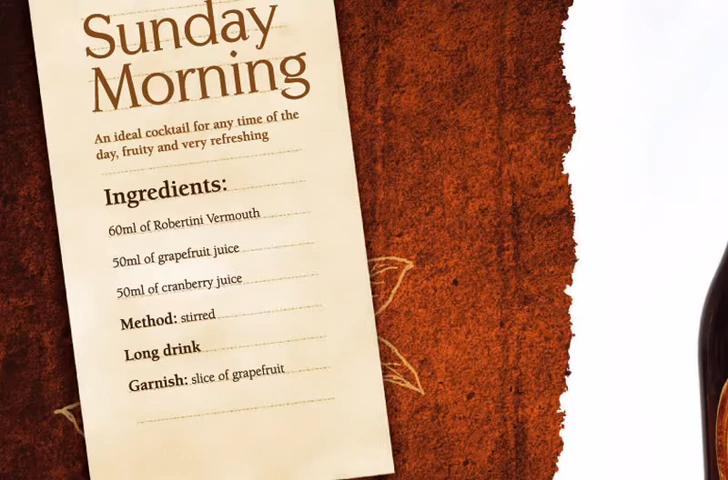 Sunday
Morning
An ideal cocktail for any time of the
day, fruity and very refreshing
Ingredients:
60ml of Robertini Vermouth
50ml of grapefruit juice
50ml of cranberry juice
Method: stirred
Long drink
Garnish: slice of grapefruit